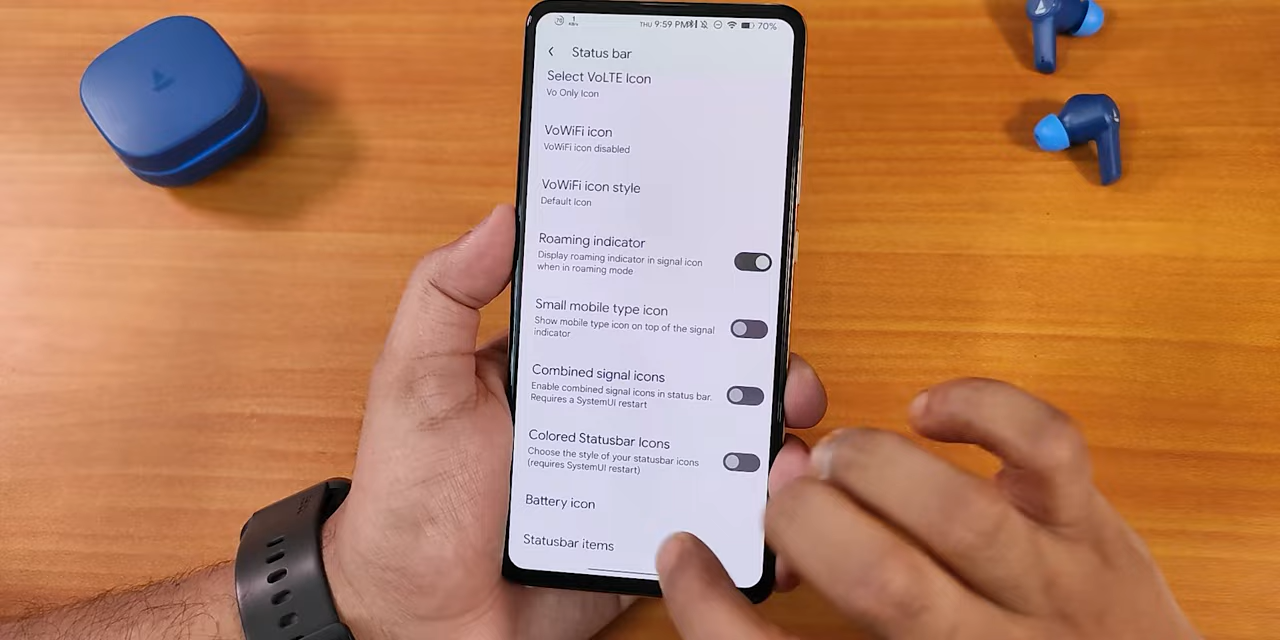 THU 9:59 PM 70%
Status bar
Select VoLTE Icon
Vo Only Icon
VoWiFi icon
VoWiFi icon disabled
VoWiFi icon style
Default Icon
Roaming indicator
Display roaming indicator in signal icon
when in roaming mode
Small mobile type icon
Show mobile type icon on top of the signal
indicator
Combined signal icons
Enable combined signal icons in status bar.
Requires a SystemUI restart
Colored Statusbar Icons
Choose the style of your statusbar icons
(requires SystemUI restart)
Battery icon
Statusbar items